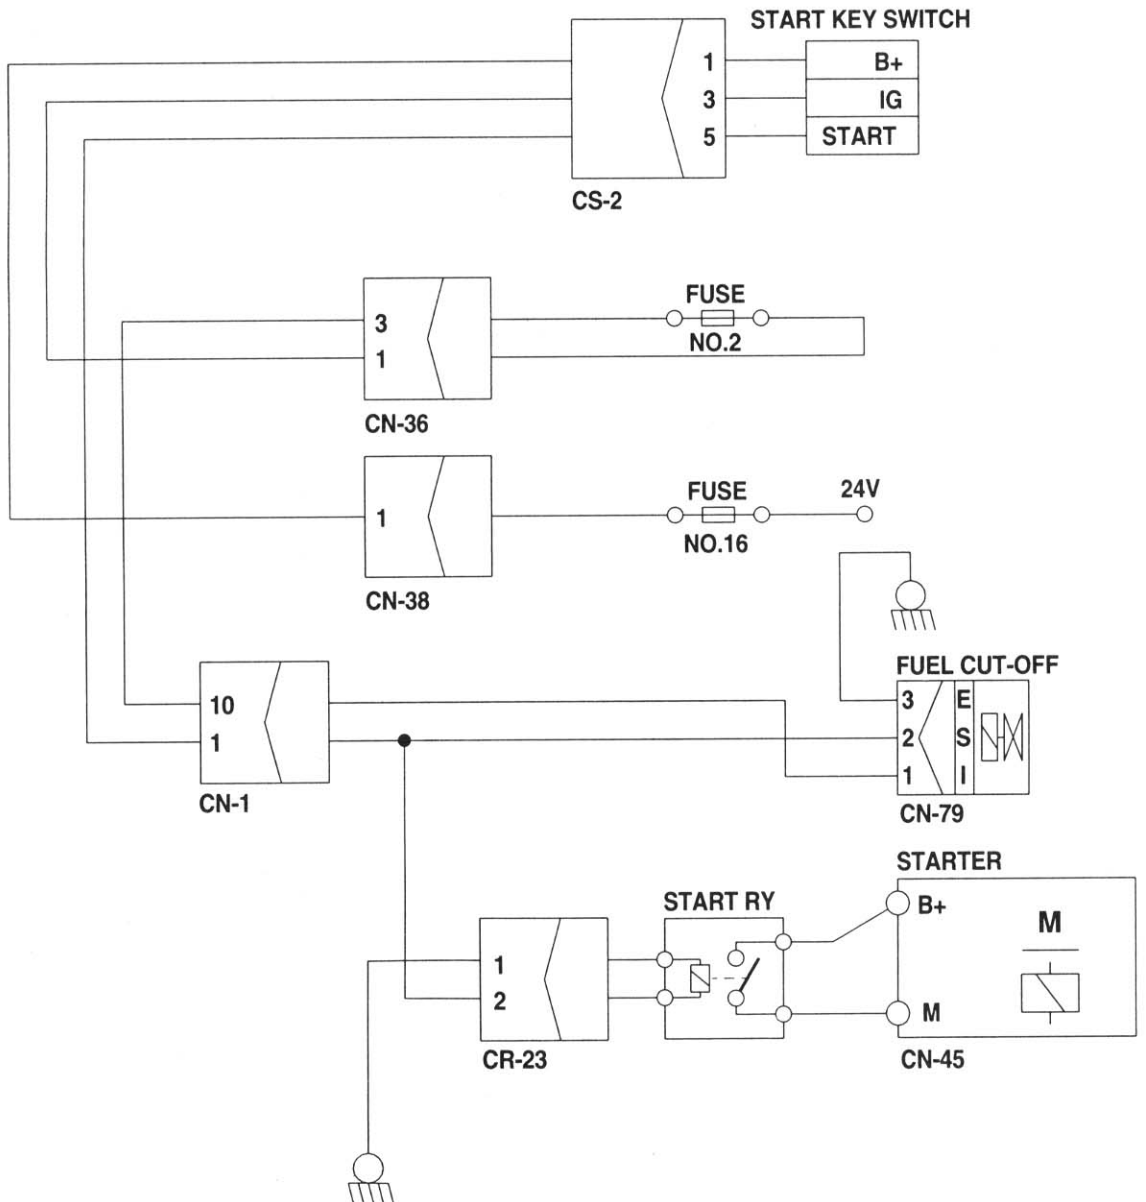 START KEY SWITCH
1
B+
3
IG
5
START
CS-2
FUSE
3
NO.2
1
CN-36
FUSE
24V
1
NO.16
CN-38
FUEL CUT-OFF
10
3
E
1
2
S
1
I
CN-1
CN-79
STARTER
START RY
B+
M
1
2
M
CR-23
CN-45